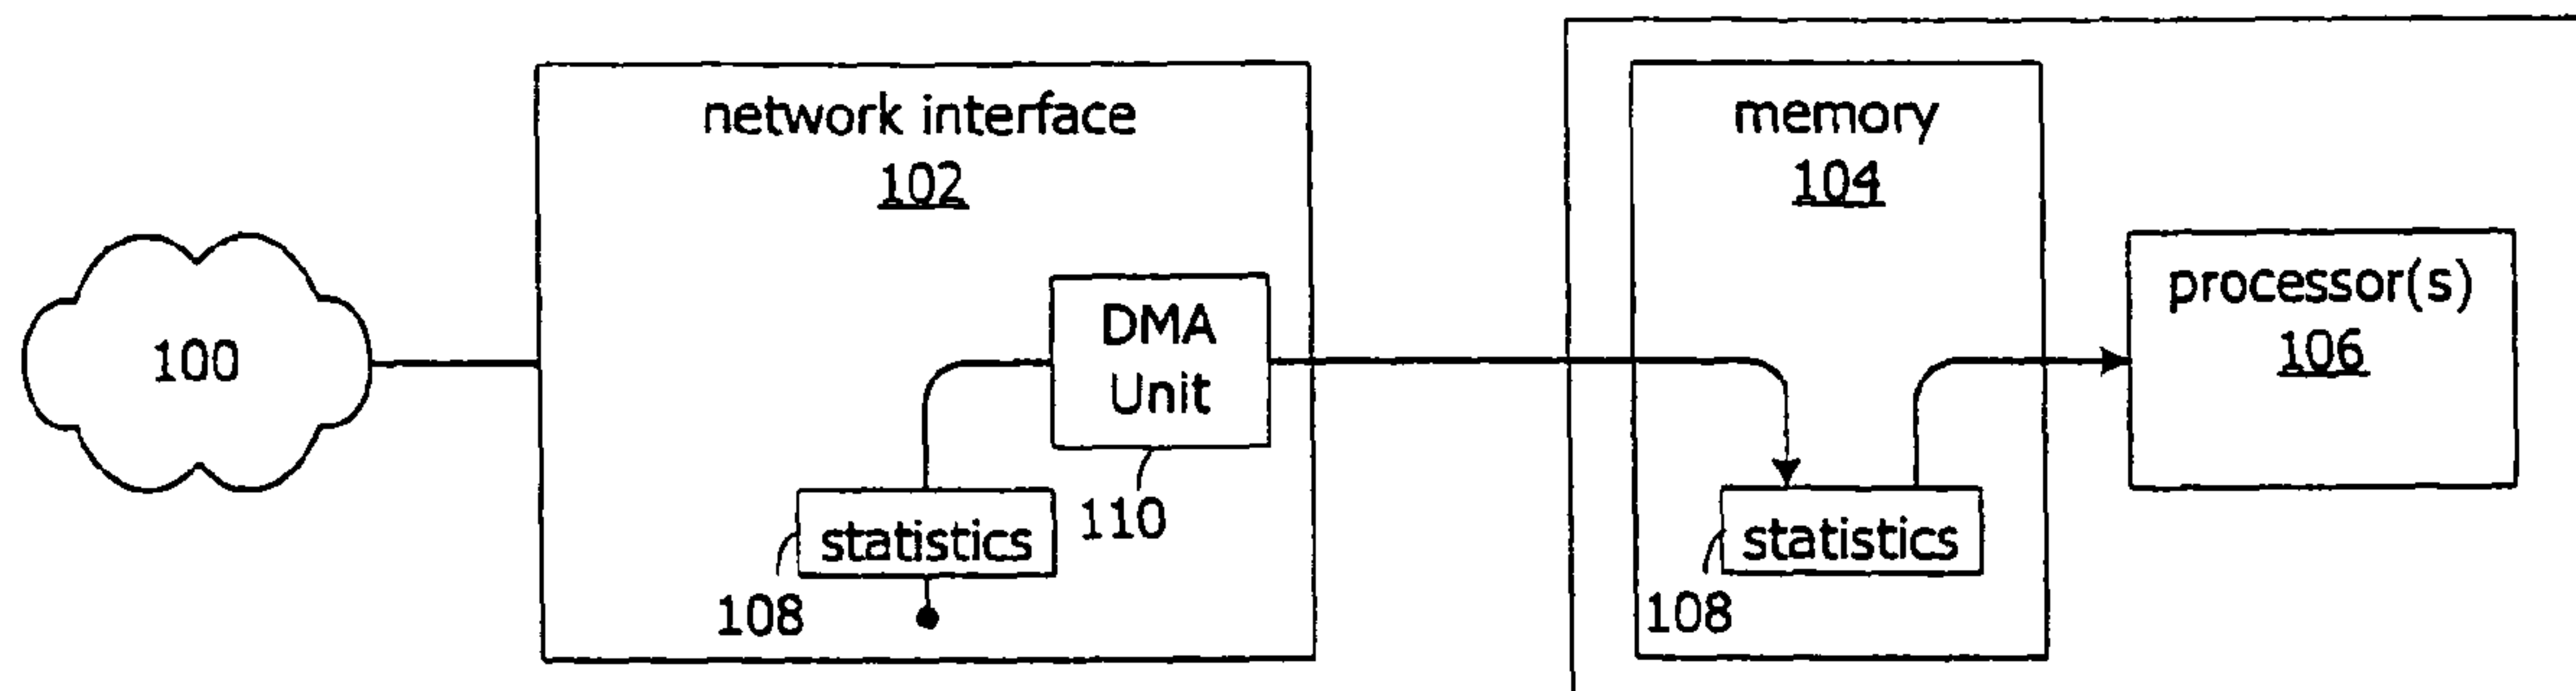 network interface
102
memory
104
100
DMA
Unit
110
statistics
108
statistics
108
processor(s)
106